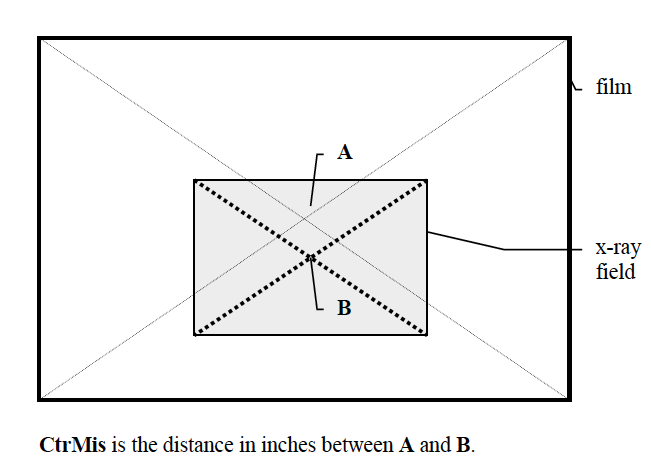 film
A
x-ray
field
B
CtrMis is the distance in inches between A and B.